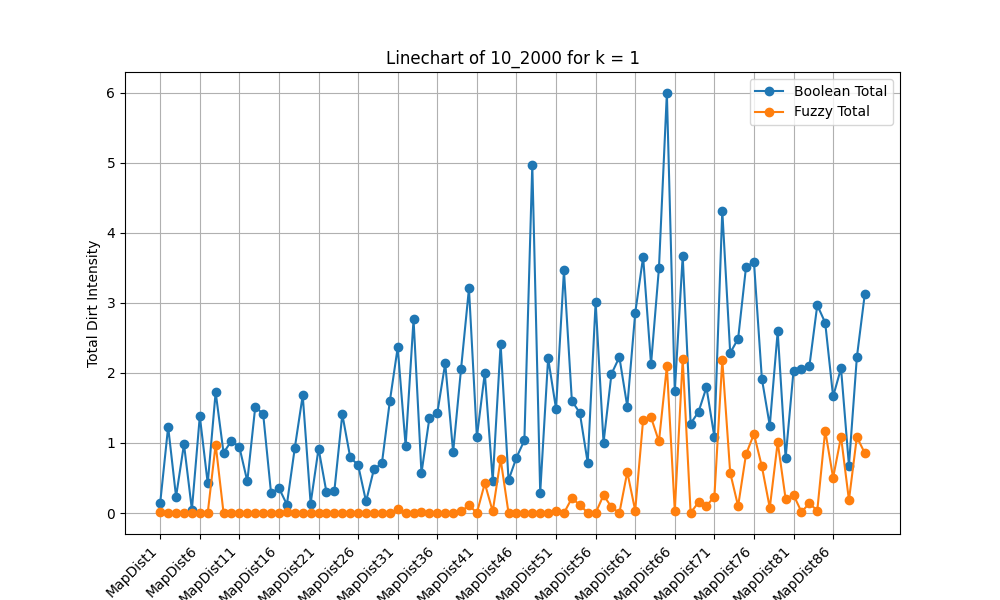 Linechart of 10_2000 for k = 1
Boolean Total
Fuzzy Total
Total Dirt Intensity
6
5
4
3
2
1
0
MapDist1
MapDist6
MapDist11
MapDist16
MapDist21
MapDist26
MapDist31
MapDist36
MapDist41
MapDist46
MapDist51
MapDist56
MapDist61
MapDist66
MapDist71
MapDist76
MapDist81
MapDist86